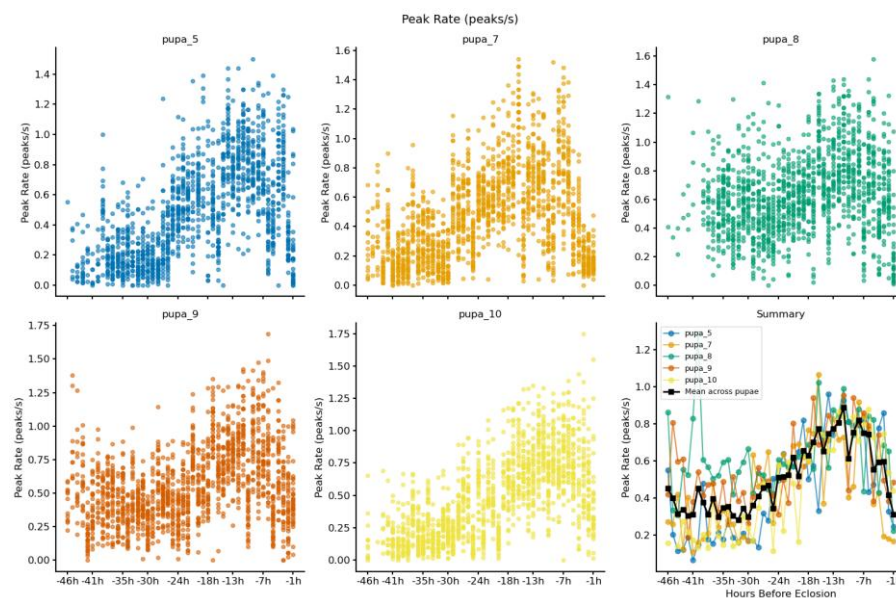 Peak Rate (peaks/s)
pupa_5
pupa_7
pupa_8
Peak Rate (peaks/s)
1.4
1.2
1.0
0.8
0.6
0.4
0.2
0.0
Peak Rate (peaks/s)
1.6
1.4
1.2
1.0
0.8
0.6
0.4
0.2
0.0
Peak Rate (peaks/s)
1.6
1.4
1.2
1.0
0.8
0.6
0.4
0.2
0.0
pupa_9
pupa_10
Summary
Peak Rate (peaks/s)
1.75
1.50
1.25
1.00
0.75
0.50
0.25
0.00
-46h -41h -35h -30h -24h -18h -13h -7h -1h
Peak Rate (peaks/s)
1.75
1.50
1.25
1.00
0.75
0.50
0.25
0.00
-46h -41h -35h -30h -24h -18h -13h -7h -1h
Peak Rate (peaks/s)
1.2
1.0
0.8
0.6
0.4
0.2
pupa_5
pupa_7
pupa_8
pupa_9
pupa_10
Mean across pupae
-46h -41h -35h -30h -24h -18h -13h -7h
Hours Before Eclosion